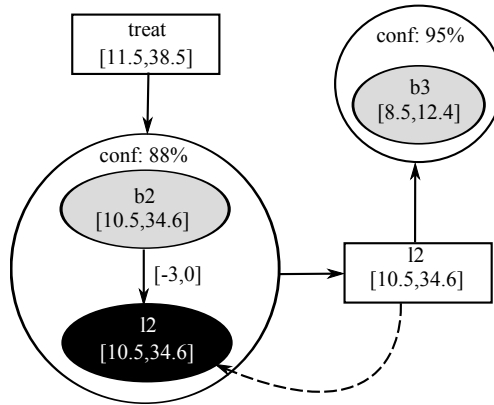 treat
[11.5,38.5]
conf: 95%
b3
[8.5,12.4]
conf: 88%
b2
[10.5,34.6]
[-3,0]
l2
[10.5,34.6]
l2
[10.5,34.6]